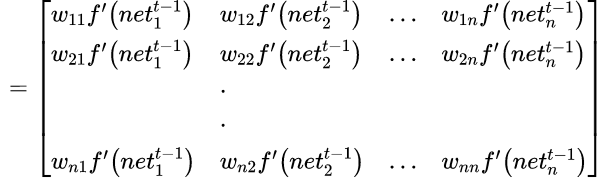 w₁₁f′(net₁ᵗ⁻¹) w₁₂f′(net₂ᵗ⁻¹) … w₁ₙf′(netₙᵗ⁻¹)
= w₂₁f′(net₁ᵗ⁻¹) w₂₂f′(net₂ᵗ⁻¹) … w₂ₙf′(netₙᵗ⁻¹)
.
.
wₙ₁f′(net₁ᵗ⁻¹) wₙ₂f′(net₂ᵗ⁻¹) … wₙₙf′(netₙᵗ⁻¹)